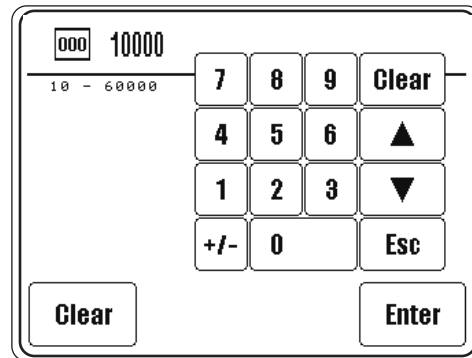 000 10000
10 - 60000
7 8 9 Clear
4 5 6 ▲
1 2 3 ▼
+/- 0 Esc
Clear Enter